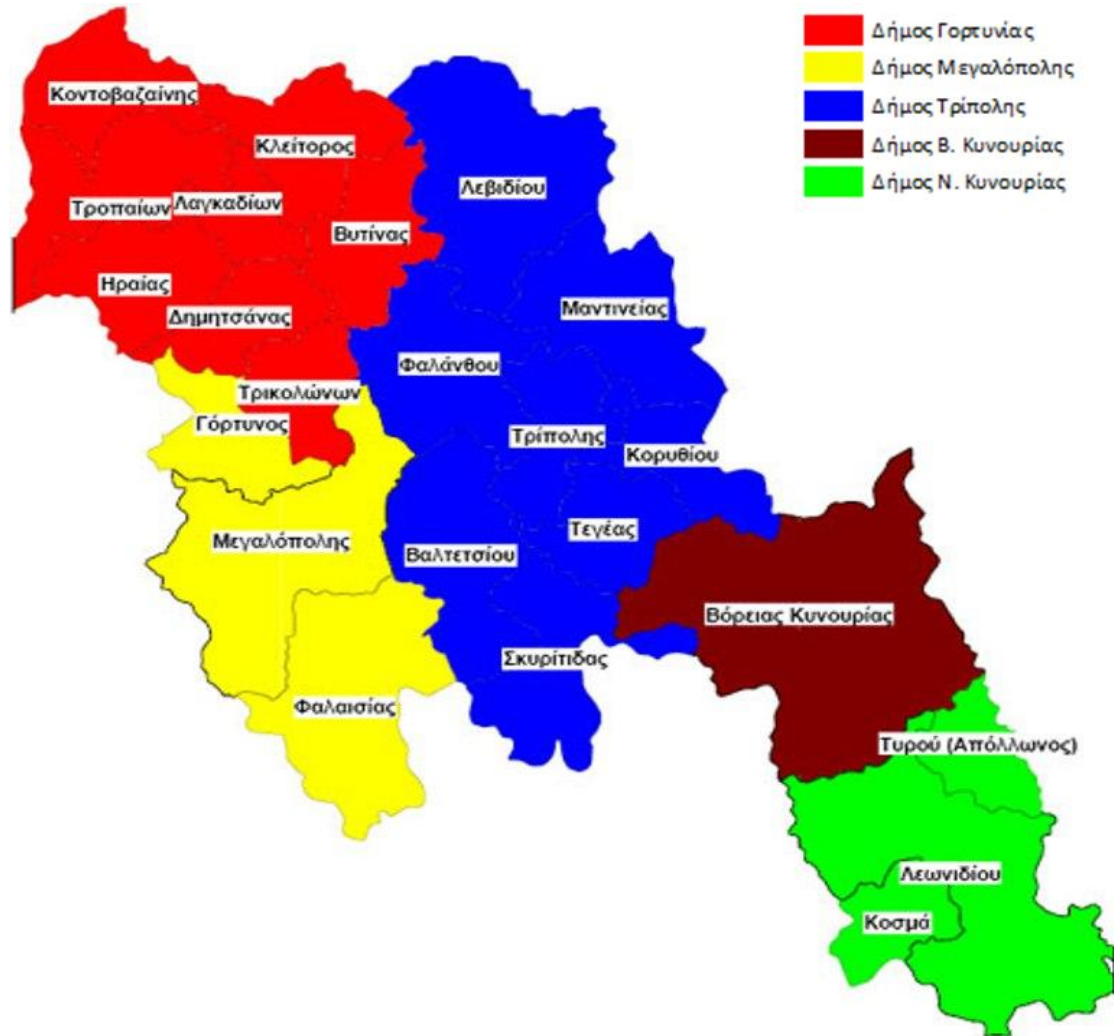 Δήμος Γορτυνίας
Δήμος Μεγαλόπολης
Δήμος Τρίπολης
Δήμος Β. Κυνουρίας
Δήμος Ν. Κυνουρίας
Κοντοβαζαίνης
Κλείτορος
Λεβιδίου
Τροπαίων
Λαγκαδίων
Βυτίνας
Ηραίας
Μαντινείας
Δημητσάνας
Φαλάνθου
Τρικολώνων
Γόρτυνος
Τρίπολης
Κορυθίου
Τεγέας
Μεγαλόπολης
Βαλτετσίου
Βόρειας Κυνουρίας
Σκυρίτιδας
Φαλαισίας
Τυρού (Απόλλωνος)
Λεωνιδίου
Κοσμά